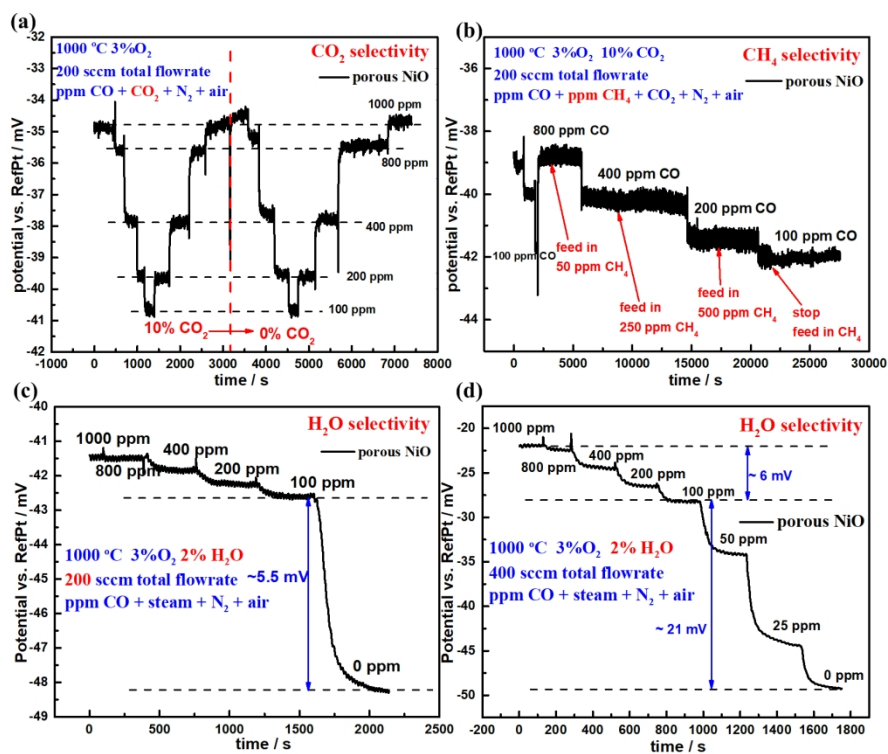 (a)
1000 °C 3%O₂
200 sccm total flowrate
ppm CO + CO₂ + N₂ + air
CO₂ selectivity
porous NiO
1000 ppm
800 ppm
400 ppm
200 ppm
100 ppm
10% CO₂
0% CO₂
potential vs. RefPt / mV
-32
-33
-34
-35
-36
-37
-38
-39
-40
-41
-42
-1000 0 1000 2000 3000 4000 5000 6000 7000 8000
time / s
(b)
1000 °C 3%O₂ 10% CO₂
200 sccm total flowrate
ppm CO + ppm CH₄ + CO₂ + N₂ + air
CH₄ selectivity
porous NiO
800 ppm CO
400 ppm CO
200 ppm CO
100 ppm CO
100 ppm CO
feed in
50 ppm CH₄
feed in
250 ppm CH₄
feed in
500 ppm CH₄
stop
feed in CH₄
potential vs. RefPt / mV
-36
-38
-40
-42
-44
-5000 0 5000 10000 15000 20000 25000 30000
time / s
(c)
H₂O selectivity
porous NiO
1000 ppm
800 ppm
400 ppm
200 ppm
100 ppm
1000 °C 3%O₂ 2% H₂O
200 sccm total flowrate
ppm CO + steam + N₂ + air
~5.5 mV
0 ppm
Potential vs. RefPt / mV
-40
-41
-42
-43
-44
-45
-46
-47
-48
-49
0 500 1000 1500 2000 2500
time / s
(d)
H₂O selectivity
1000 ppm
800 ppm
400 ppm
200 ppm
100 ppm
~ 6 mV
porous NiO
50 ppm
1000 °C 3%O₂ 2% H₂O
400 sccm total flowrate
ppm CO + steam + N₂ + air
~ 21 mV
25 ppm
0 ppm
Potential vs. RefPt / mV
-15
-20
-25
-30
-35
-40
-45
-50
-200 0 200 400 600 800 1000 1200 1400 1600 1800
time / s